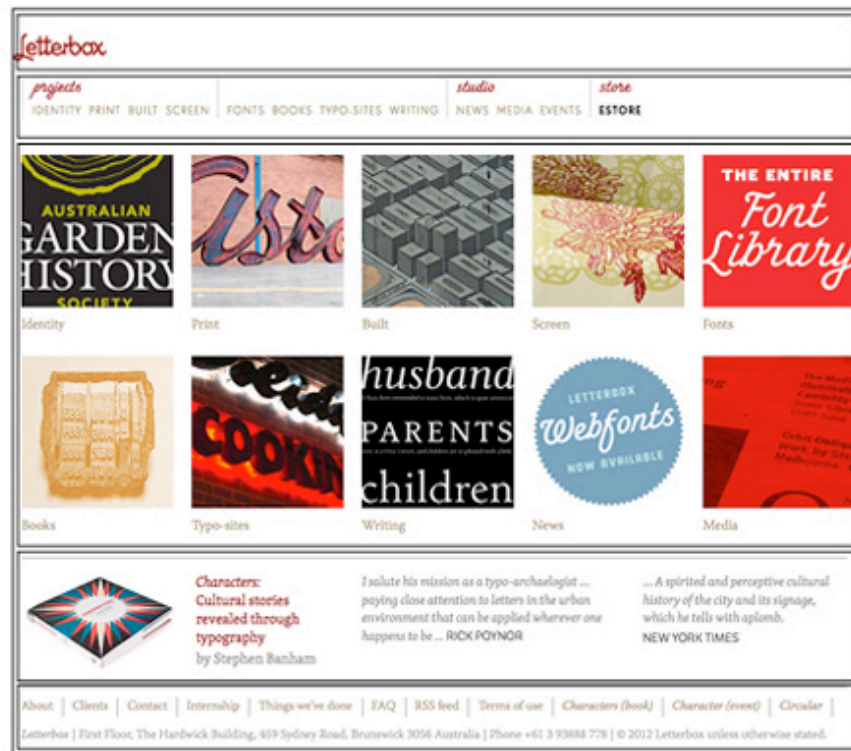 Letterbox
projects
studio
store
IDENTITY PRINT BUILT SCREEN
FONTS BOOKS TYPO-SITES WRITING
NEWS MEDIA EVENTS
ESTORE
AUSTRALIAN
GARDEN
HISTORY
SOCIETY
THE ENTIRE
Font
Library
Identity
Print
Built
Screen
Fonts
husband
PARENTS
children
LETTERBOX
Webfonts
NOW AVAILABLE
Books
Typo-sites
Writing
News
Media
Characters:
Cultural stories
revealed through
typography
by Stephen Banham
I salute his mission as a typo-archaelogist ...
paying close attention to letters in the urban
environment that can be applied wherever one
happens to be ... RICK POYNOR
... A spirited and perceptive cultural
history of the city and its signage,
which he tells with aplomb.
NEW YORK TIMES
About | Clients | Contact | Internship | Things we've done | FAQ | RSS feed | Terms of use | Characters (book) | Character (event) | Circular |
Letterbox | First Floor, The Hardwick Building, 459 Sydney Road, Brunswick 3056 Australia | Phone +61 3 93888 778 | © 2012 Letterbox unless otherwise stated.